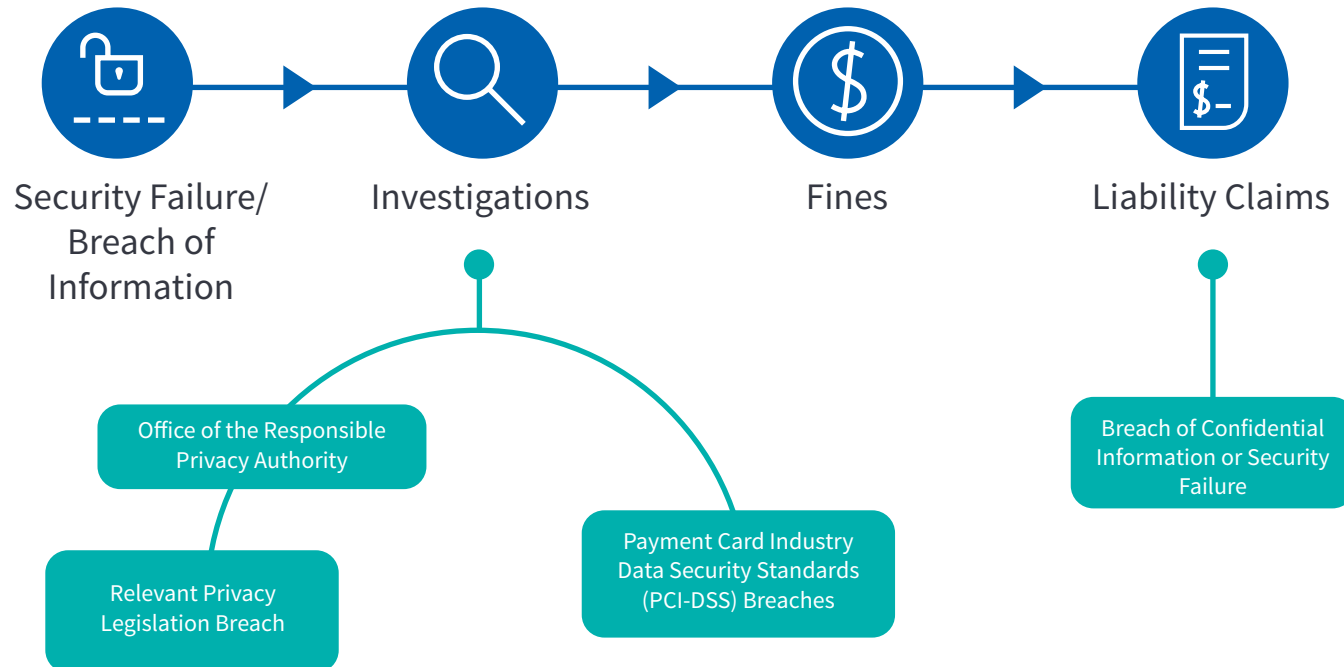 Security Failure/
Breach of
Information
Investigations
Fines
Liability Claims
Office of the Responsible
Privacy Authority
Relevant Privacy
Legislation Breach
Payment Card Industry
Data Security Standards
(PCI-DSS) Breaches
Breach of Confidential
Information or Security
Failure